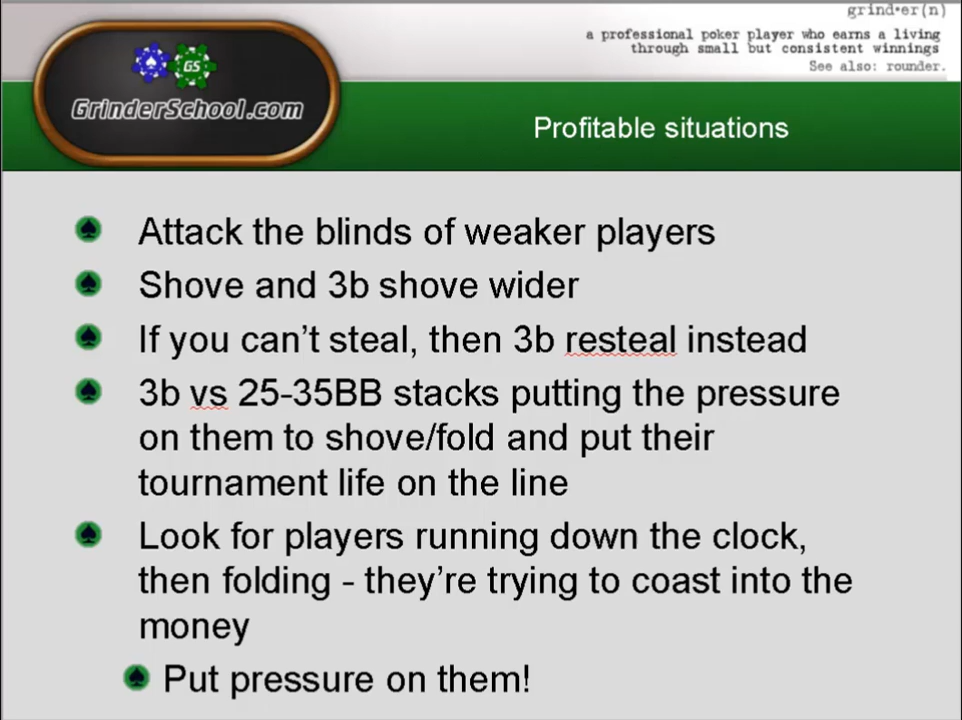 grind•er(n)
a professional poker player who earns a living
through small but consistent winnings
See also: rounder.
GS
GrinderSchool.com
Profitable situations
Attack the blinds of weaker players
Shove and 3b shove wider
If you can't steal, then 3b resteal instead
3b vs 25-35BB stacks putting the pressure
on them to shove/fold and put their
tournament life on the line
Look for players running down the clock,
then folding - they're trying to coast into the
money
Put pressure on them!